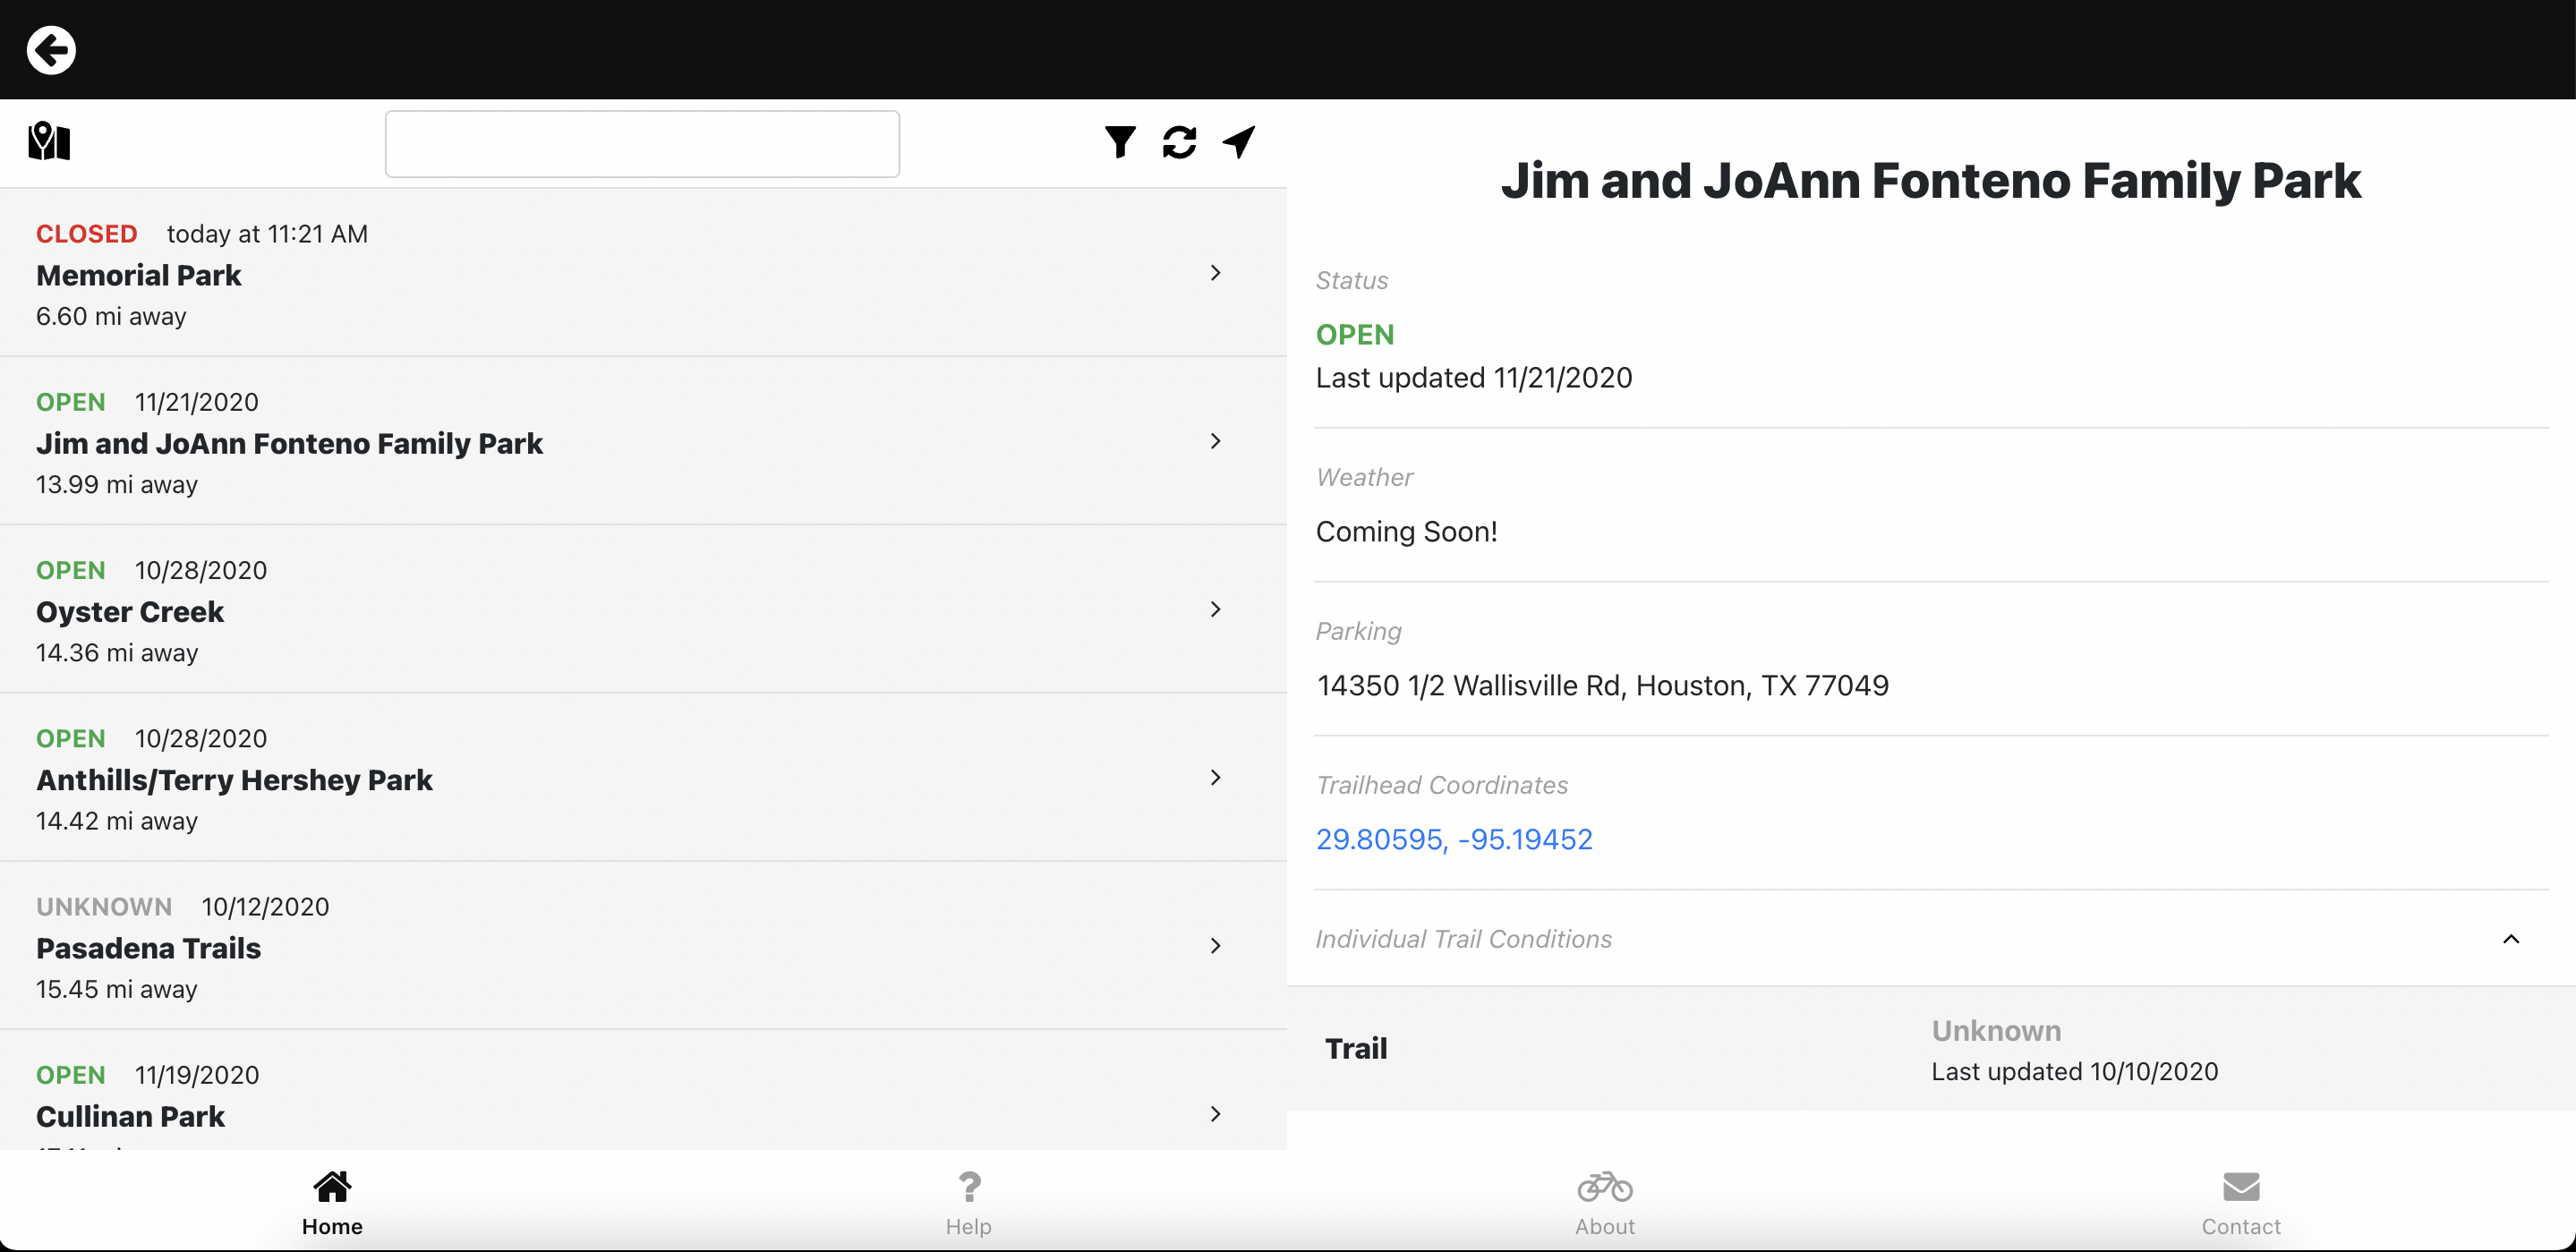 CLOSED today at 11:21 AM
Memorial Park
6.60 mi away
OPEN 11/21/2020
Jim and JoAnn Fonteno Family Park
13.99 mi away
OPEN 10/28/2020
Oyster Creek
14.36 mi away
OPEN 10/28/2020
Anthills/Terry Hershey Park
14.42 mi away
UNKNOWN 10/12/2020
Pasadena Trails
15.45 mi away
OPEN 11/19/2020
Cullinan Park
Jim and JoAnn Fonteno Family Park
Status
OPEN
Last updated 11/21/2020
Weather
Coming Soon!
Parking
14350 1/2 Wallisville Rd, Houston, TX 77049
Trailhead Coordinates
29.80595, -95.19452
Individual Trail Conditions
Trail
Unknown
Last updated 10/10/2020
Home
Help
About
Contact